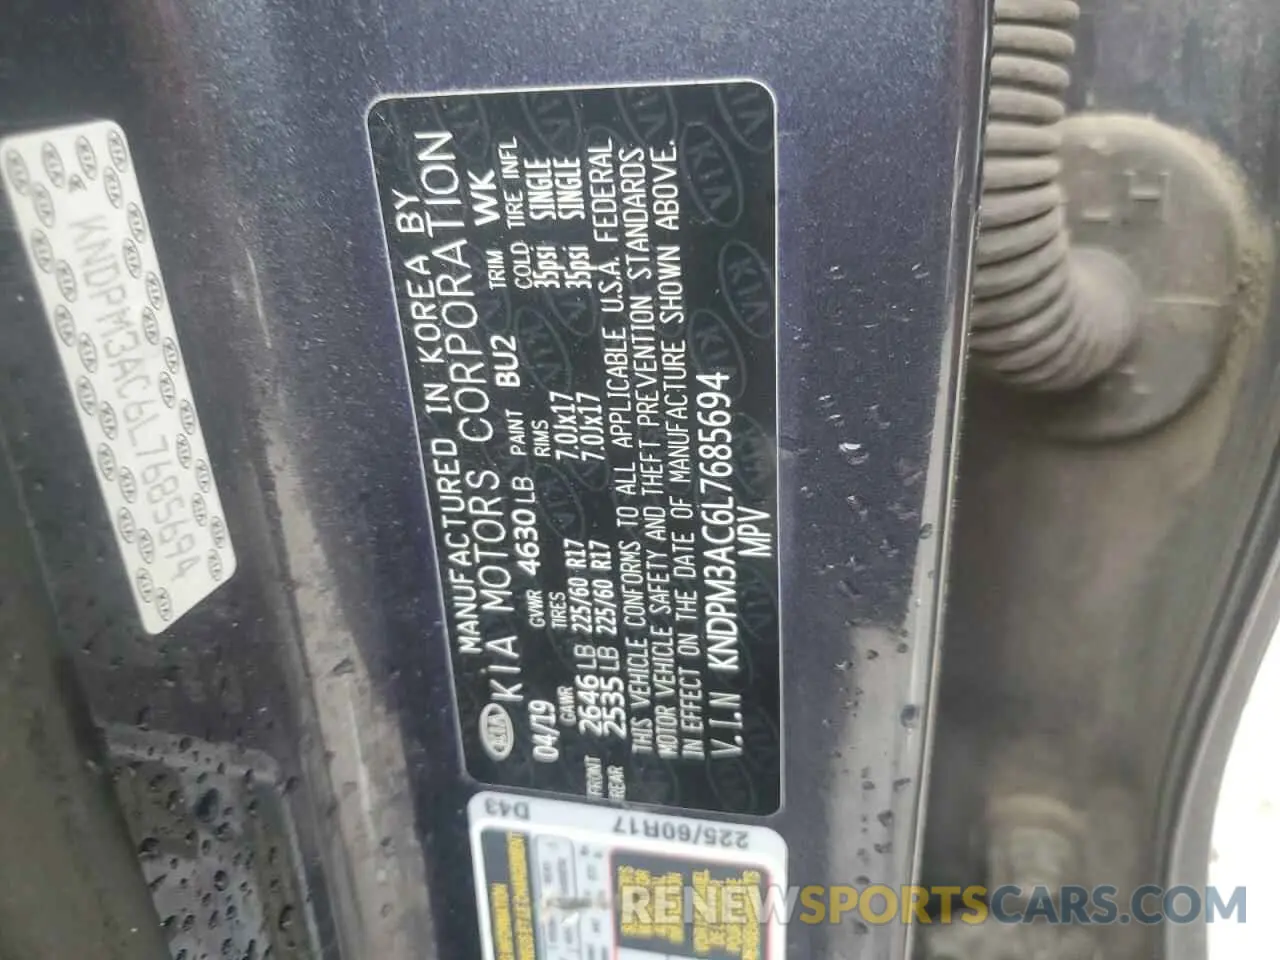 KNDPM3AC6L7685694
MANUFACTURED IN KOREA BY
KIA KIA MOTORS CORPORATION
04/19 GVWR 4630 LB PAINT BU2 TRIM WK
GAWR TIRES RIMS COLD TIRE INFL
FRONT 2646 LB 225/60 R17 7.0Jx17 35psi SINGLE
REAR 2535 LB 225/60 R17 7.0Jx17 35psi SINGLE
THIS VEHICLE CONFORMS TO ALL APPLICABLE U.S.A. FEDERAL
MOTOR VEHICLE SAFETY AND THEFT PREVENTION STANDARDS
IN EFFECT ON THE DATE OF MANUFACTURE SHOWN ABOVE.
V.I.N KNDPM3AC6L7685694
MPV
D43
225/60R17
RENEWSPORTSCARS.COM